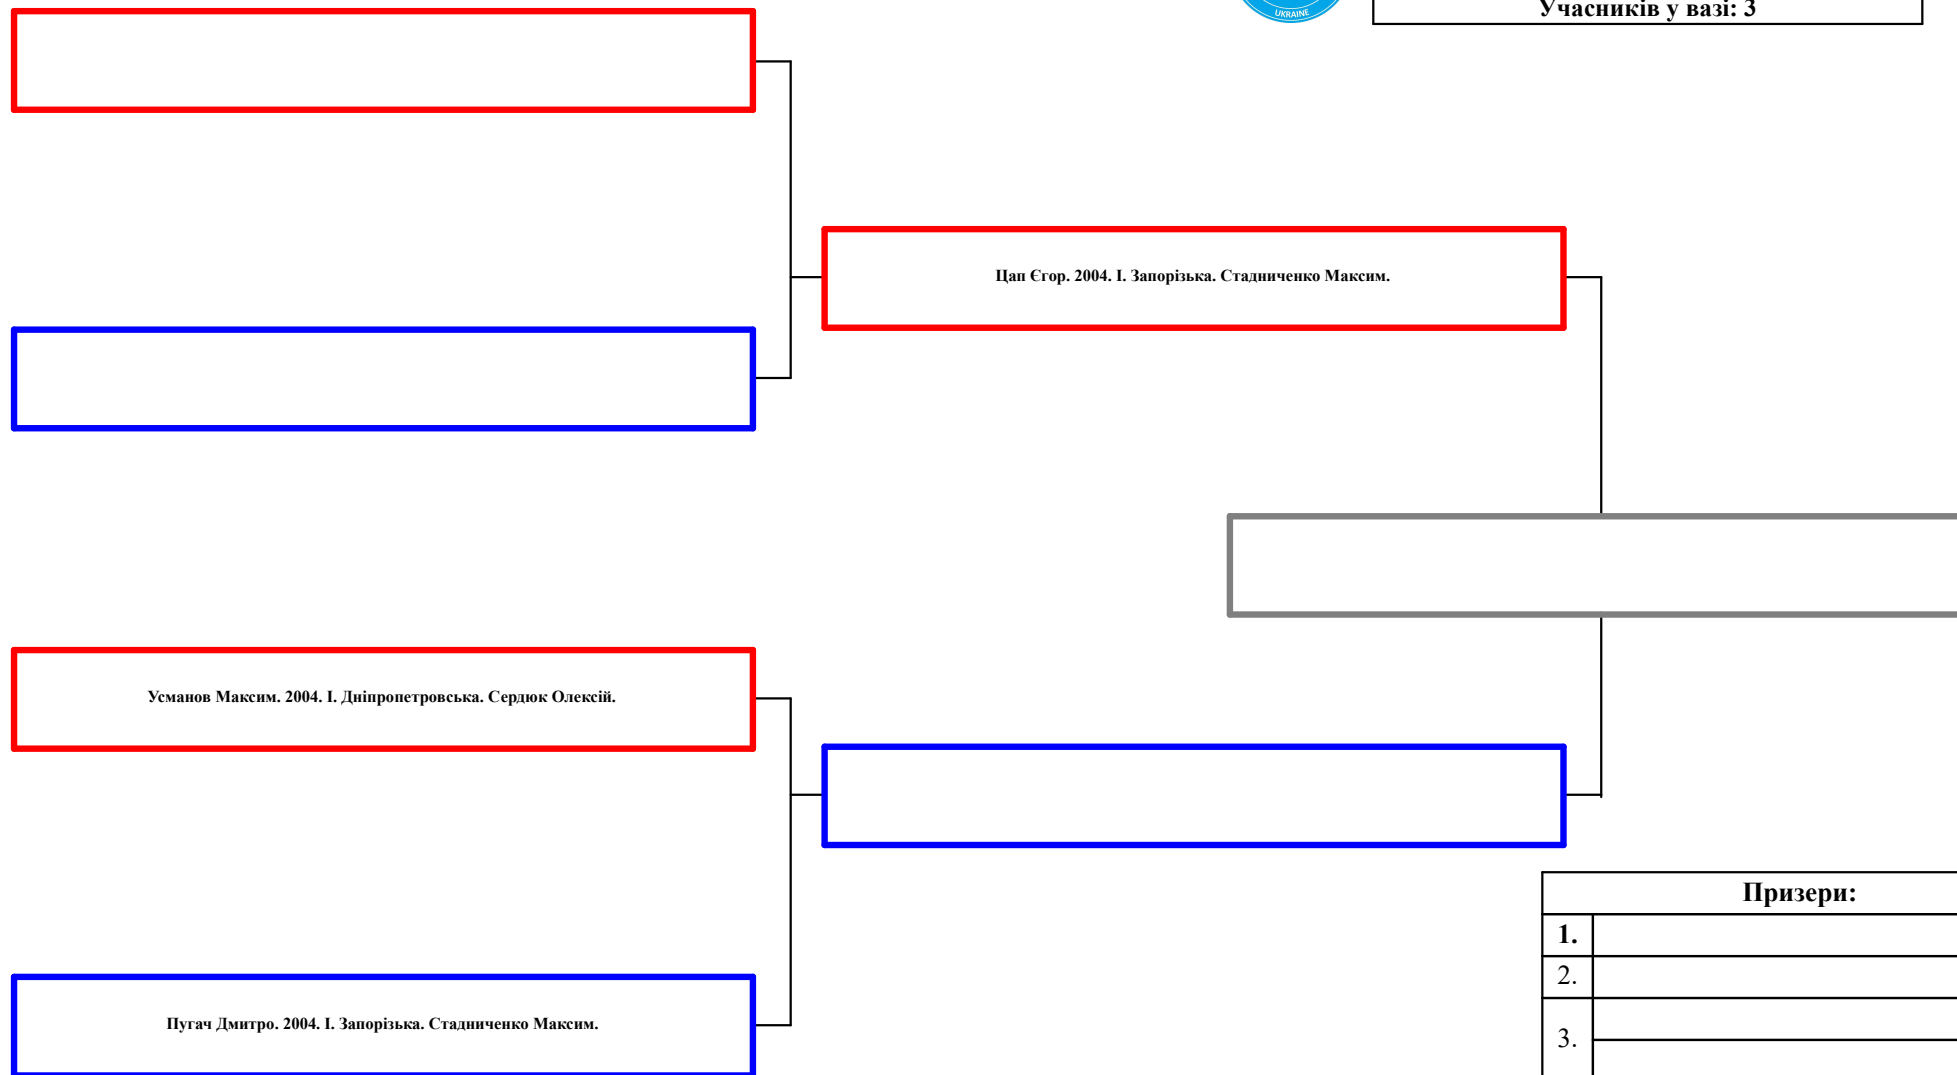 UKRAINE
Учасників у вазі: 3
Цап Єгор. 2004. І. Запорізька. Стадниченко Максим.
Усманов Максим. 2004. І. Дніпропетровська. Сердюк Олексій.
Пугач Дмитро. 2004. І. Запорізька. Стадниченко Максим.
Призери:
1.
2.
3.